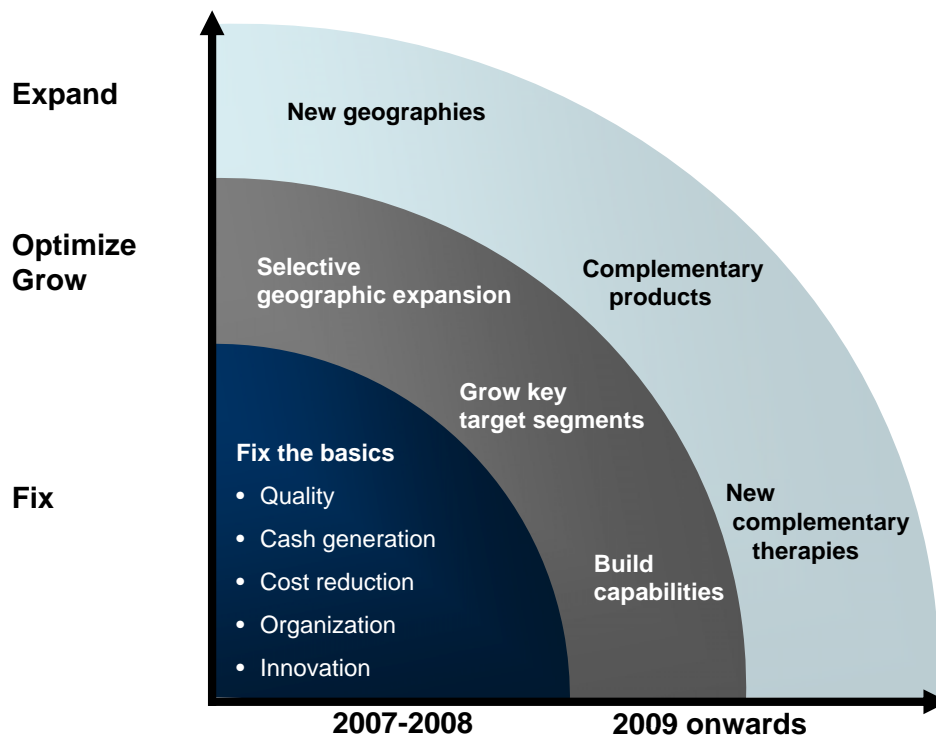 Expand
New geographies
Optimize
Grow
Selective
geographic expansion
Complementary
products
Grow key
target segments
Fix
Fix the basics
• Quality
• Cash generation
• Cost reduction
• Organization
• Innovation
New
complementary
therapies
Build
capabilities
2007-2008
2009 onwards